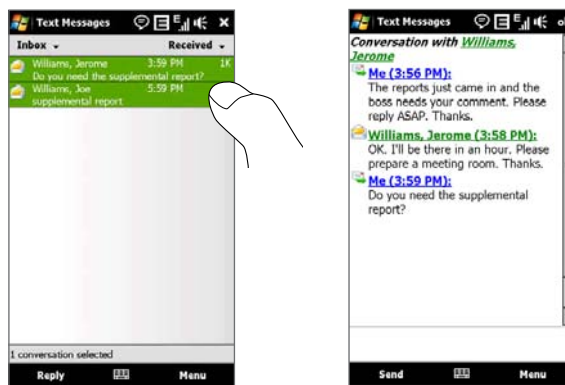 Text Messages
Inbox
Received
Williams, Jerome 3:59 PM 1K
Do you need the supplemental report?
Williams, Joe 5:59 PM
supplemental report
1 conversation selected
Reply
Menu
Text Messages
ok
Conversation with Williams,
Jerome
Me (3:56 PM):
The reports just came in and the
boss needs your comment. Please
reply ASAP. Thanks.
Williams, Jerome (3:58 PM):
OK. I'll be there in an hour. Please
prepare a meeting room. Thanks.
Me (3:59 PM):
Do you need the supplemental
report?
Send
Menu